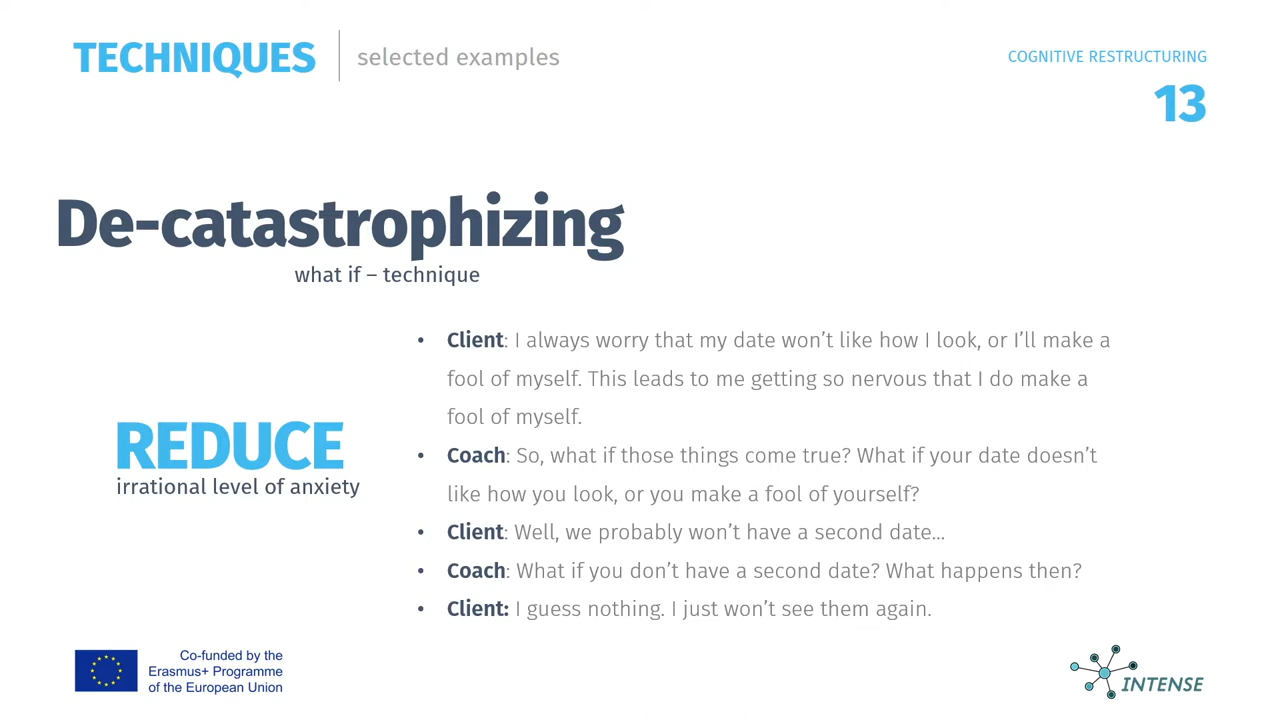 TECHNIQUES
selected examples
COGNITIVE RESTRUCTURING
13
De-catastrophizing
what if – technique
REDUCE
irrational level of anxiety
• Client: I always worry that my date won’t like how I look, or I’ll make a
fool of myself. This leads to me getting so nervous that I do make a
fool of myself.
• Coach: So, what if those things come true? What if your date doesn’t
like how you look, or you make a fool of yourself?
• Client: Well, we probably won’t have a second date…
• Coach: What if you don’t have a second date? What happens then?
• Client: I guess nothing. I just won’t see them again.
Co-funded by the
Erasmus+ Programme
of the European Union
INTENSE